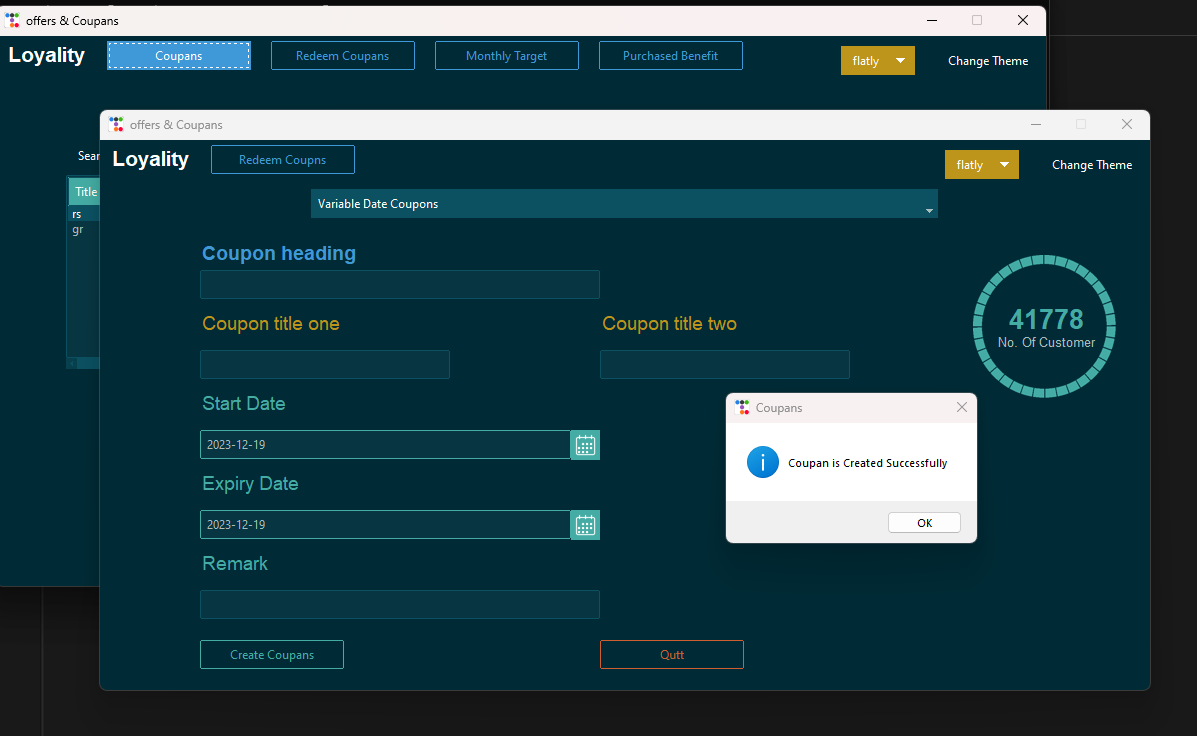 offers & Coupans
Loyality
Coupans
Redeem Coupans
Monthly Target
Purchased Benefit
flatly
Change Theme
Sear
Title
rs
gr
offers & Coupans
Loyality
Redeem Coupns
flatly
Change Theme
Variable Date Coupons
Coupon heading
Coupon title one
Coupon title two
41778
No. Of Customer
Start Date
2023-12-19
Expiry Date
2023-12-19
Remark
Create Coupans
Qutt
Coupans
Coupan is Created Successfully
OK